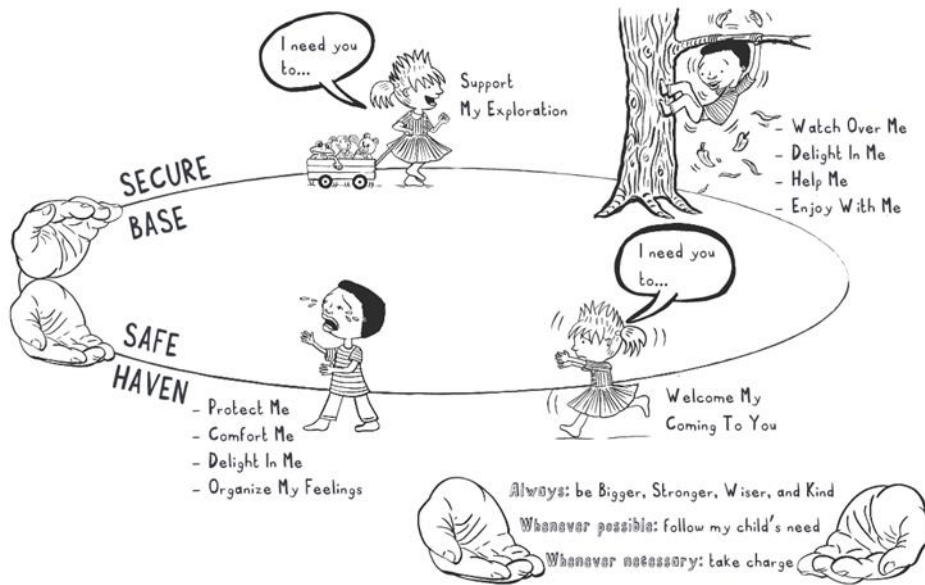 I need you
to...
Support
My Exploration
- Watch Over Me
- Delight In Me
- Help Me
- Enjoy With Me
SECURE
BASE
I need you
to...
SAFE
HAVEN
- Protect Me
- Comfort Me
- Delight In Me
- Organize My Feelings
Welcome My
Coming To You
Always: be Bigger, Stronger, Wiser, and Kind
Whenever possible: follow my child's need
Whenever necessary: take charge